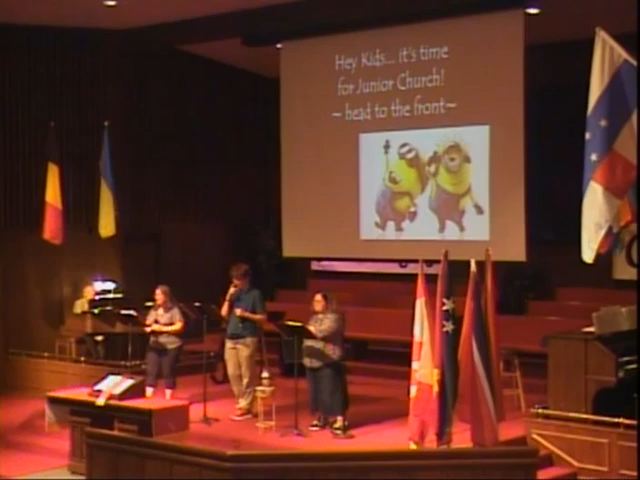 Hey Kids... it's time
for Junior Church!
~ head to the front~